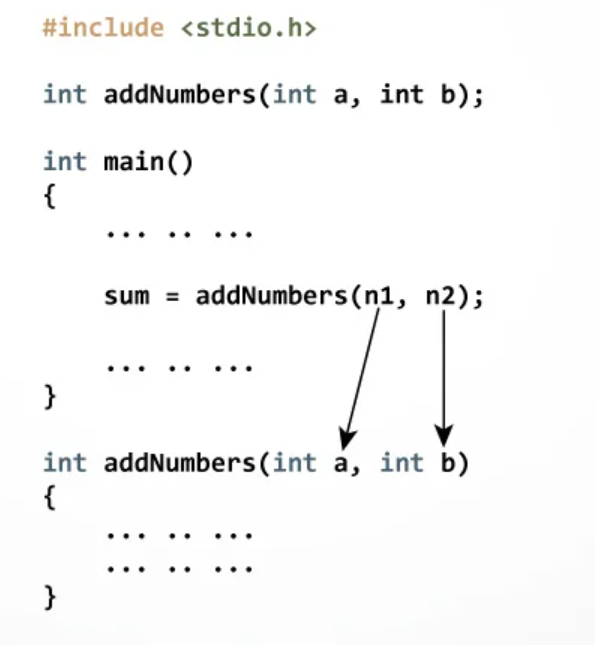 #include <stdio.h>
int addNumbers(int a, int b);
int main()
{
... .. ...
sum = addNumbers(n1, n2);
... .. ...
}
int addNumbers(int a, int b)
{
... .. ...
... .. ...
}